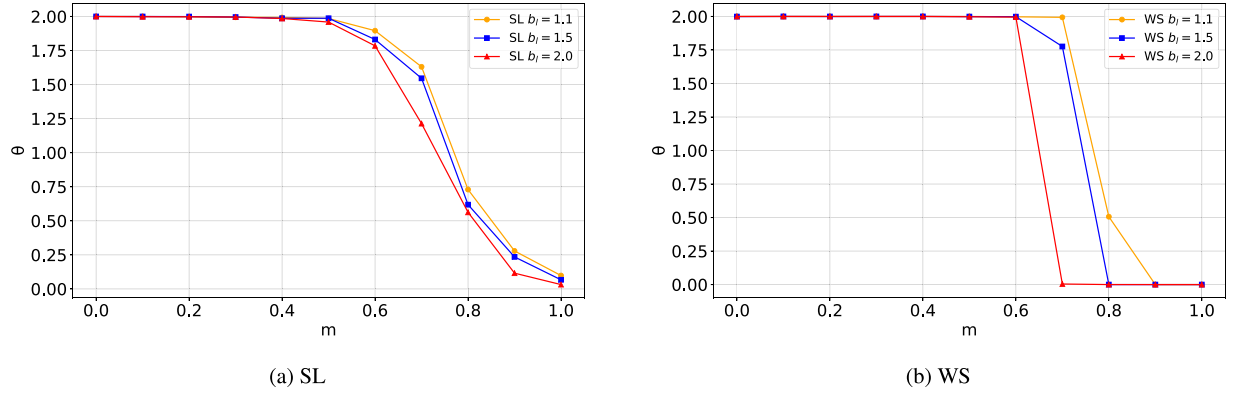 2.00
1.75
1.50
1.25
1.00
0.75
0.50
0.25
0.00
θ
0.0 0.2 0.4 0.6 0.8 1.0
m
SL b_l = 1.1
SL b_l = 1.5
SL b_l = 2.0
(a) SL
2.00
1.75
1.50
1.25
1.00
0.75
0.50
0.25
0.00
θ
0.0 0.2 0.4 0.6 0.8 1.0
m
WS b_l = 1.1
WS b_l = 1.5
WS b_l = 2.0
(b) WS